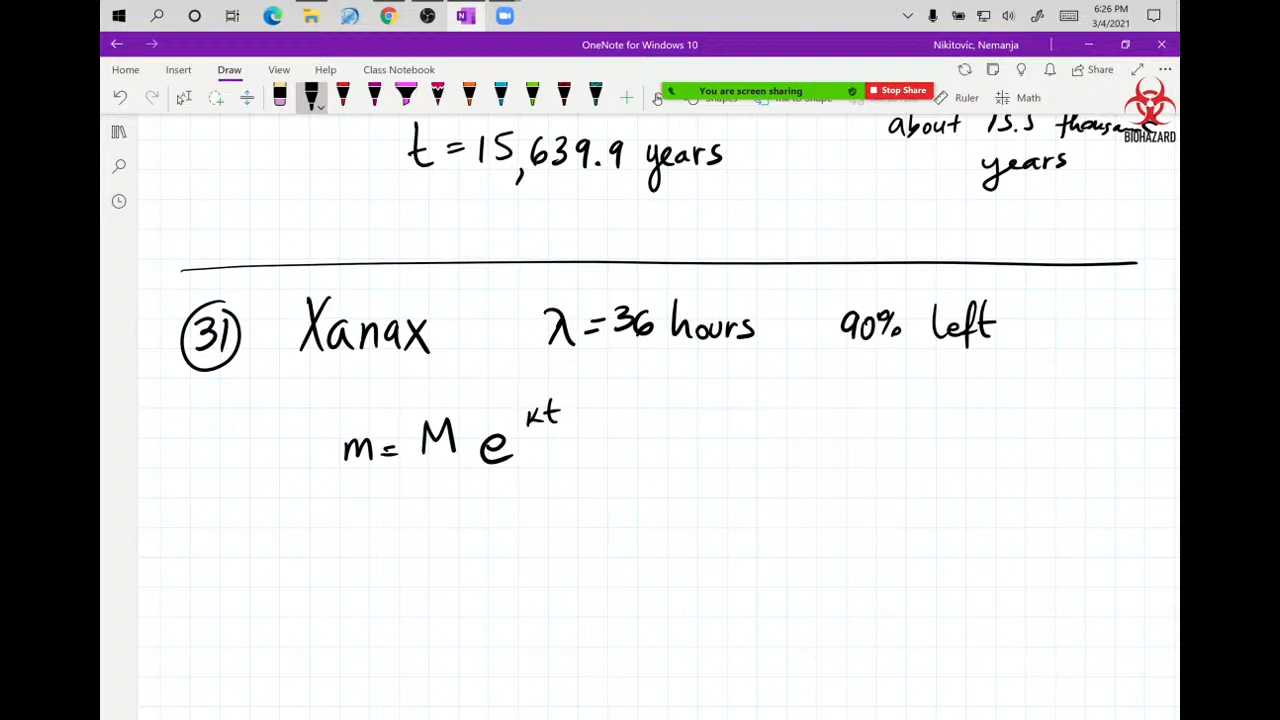 6:26 PM
3/4/2021
OneNote for Windows 10
Nikitovic, Nemanja
Home Insert Draw View Help Class Notebook Share
You are screen sharing Stop Share
Ruler Math
BIOHAZARD
about 15.5 thousand
years
t = 15,639.9 years
31 Xanax λ = 36 hours 90% left
m = M e^kt